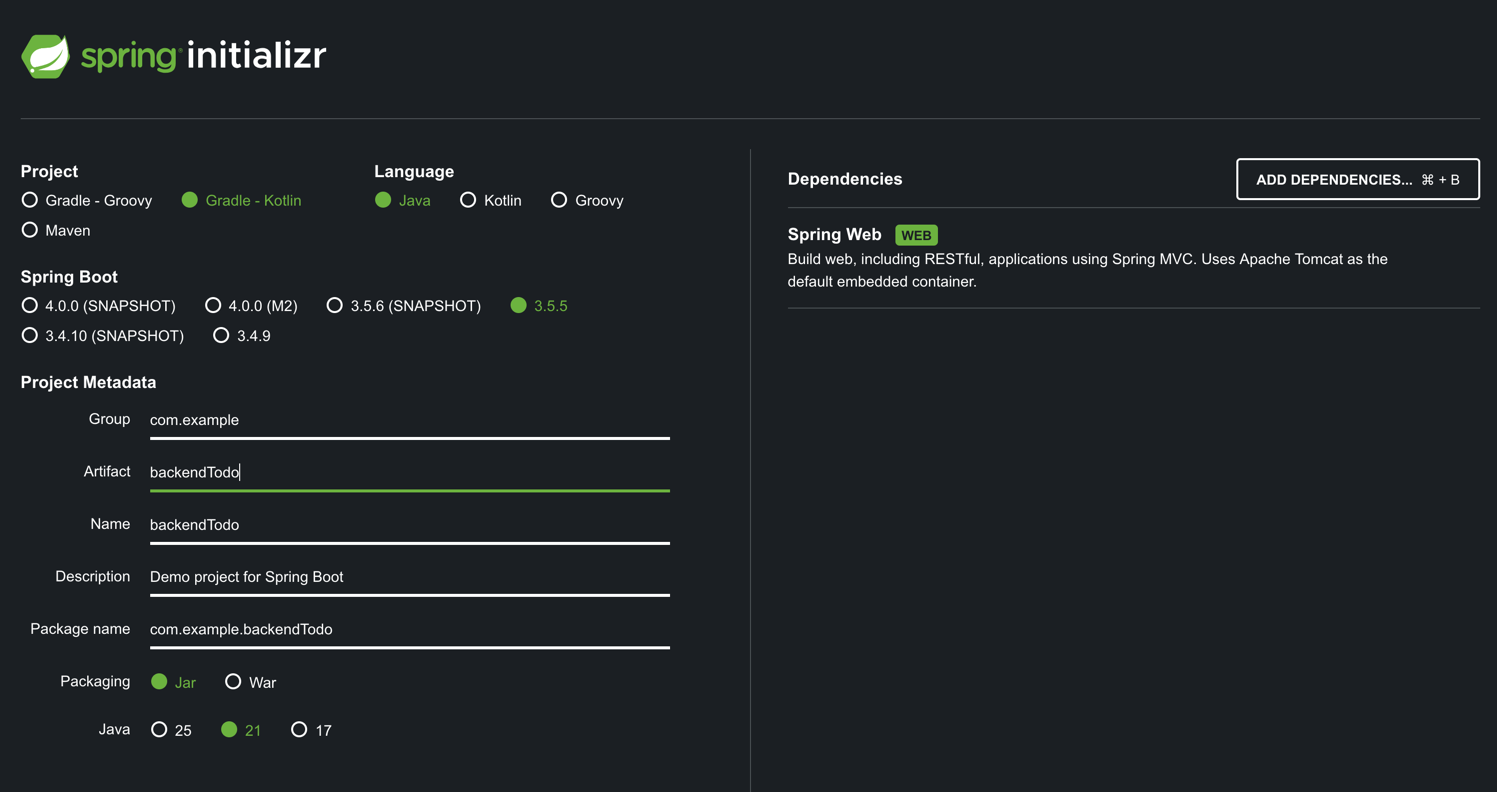 spring initializr
Project
Gradle - Groovy
Gradle - Kotlin
Maven
Language
Java
Kotlin
Groovy
Spring Boot
4.0.0 (SNAPSHOT)
4.0.0 (M2)
3.5.6 (SNAPSHOT)
3.5.5
3.4.10 (SNAPSHOT)
3.4.9
Project Metadata
Group com.example
Artifact backendTodo
Name backendTodo
Description Demo project for Spring Boot
Package name com.example.backendTodo
Packaging Jar War
Java 25 21 17
Dependencies
ADD DEPENDENCIES... ⌘ + B
Spring Web WEB
Build web, including RESTful, applications using Spring MVC. Uses Apache Tomcat as the
default embedded container.